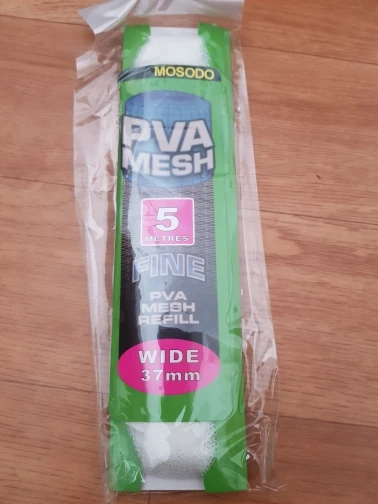 MOSODO
PVA
MESH
5
METRES
FINE
PVA
MESH
REFILL
WIDE
37mm